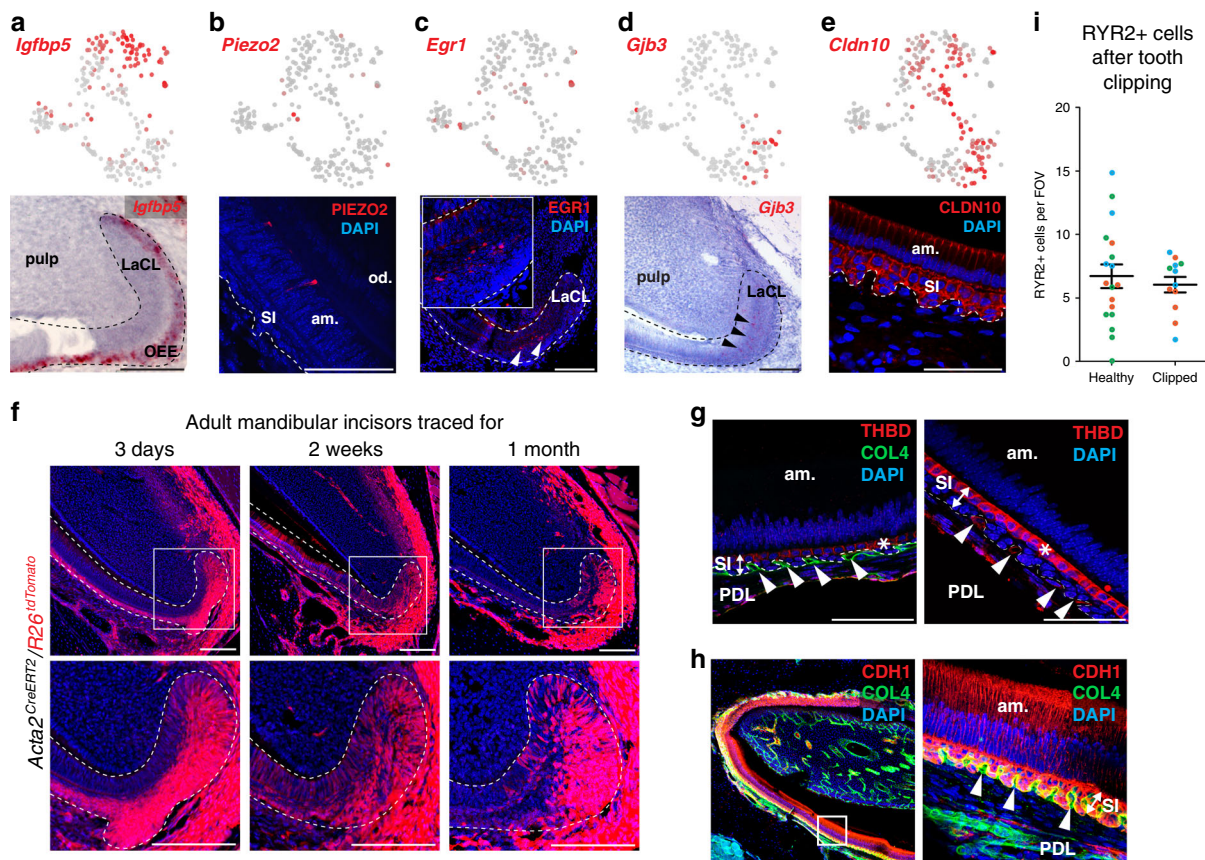 a
Igfbp5
Igfbp5
pulp
LaCL
OEE
b
Piezo2
PIEZO2
DAPI
od.
SI
am.
c
Egr1
EGR1
DAPI
LaCL
d
Gjb3
Gjb3
pulp
LaCL
e
Cldn10
CLDN10
DAPI
am.
SI
i
RYR2+ cells
after tooth
clipping
RYR2+ cells per FOV
20
15
10
5
0
Healthy
Clipped
f
Adult mandibular incisors traced for
3 days
2 weeks
1 month
Acta2CreERT2/R26tdTomato
g
THBD
COL4
DAPI
am.
SI
*
PDL
THBD
DAPI
am.
SI
*
PDL
h
CDH1
COL4
DAPI
CDH1
COL4
DAPI
am.
SI
PDL